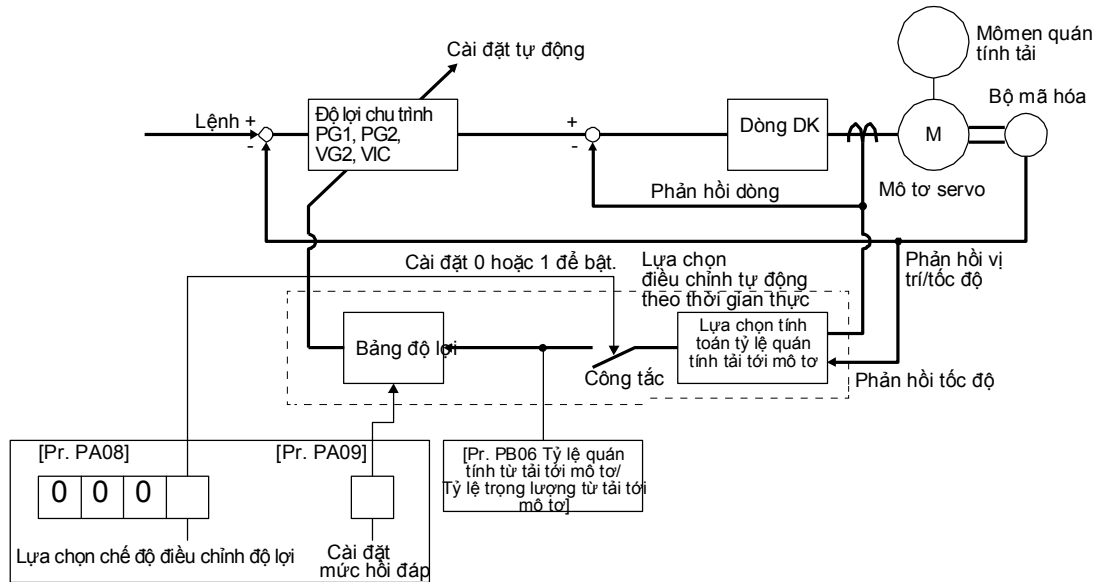 Mômen quán
tính tải
Cài đặt tự động
Bộ mã hóa
Lệnh +
-
Độ lợi chu trình
PG1, PG2,
VG2, VIC
+
-
Dòng DK
M
Phản hồi dòng
Mô tơ servo
Cài đặt 0 hoặc 1 để bật.
Lựa chọn
điều chỉnh tự động
theo thời gian thực
Phản hồi vị
trí/tốc độ
Bảng độ lợi
Công tắc
Lựa chọn tính
toán tỷ lệ quán
tính tải tới mô tơ
Phản hồi tốc độ
[Pr. PA08]
[Pr. PA09]
[Pr. PB06 Tỷ lệ quán
tính từ tải tới mô tơ/
Tỷ lệ trọng lượng từ tải tới
mô tơ]
0 0 0
Lựa chọn chế độ điều chỉnh độ lợi
Cài đặt
mức hồi đáp